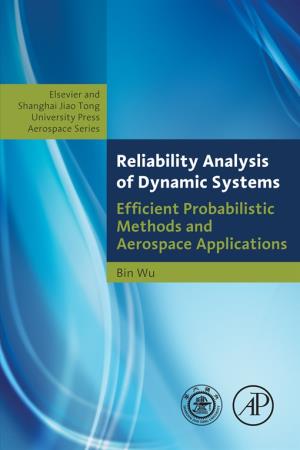 Elsevier and
Shanghai Jiao Tong
University Press
Aerospace Series
Reliability Analysis
of Dynamic Systems
Efficient Probabilistic
Methods and
Aerospace Applications
Bin Wu
AP